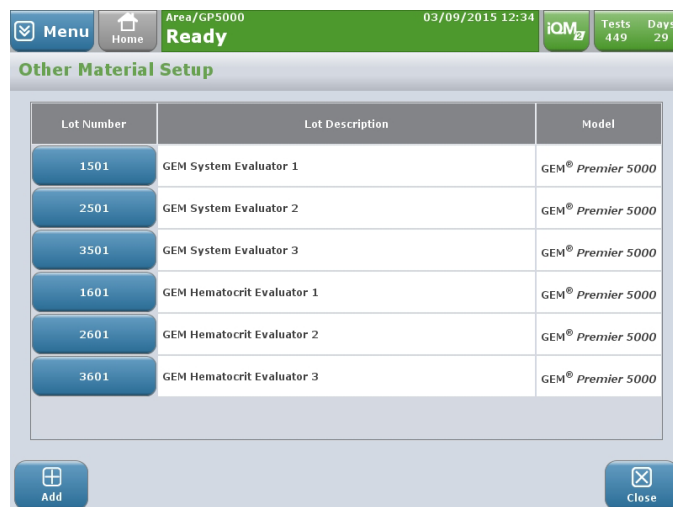 Menu
Home
Area/GP5000 03/09/2015 12:34
Ready
iQM2
Tests Days
449 29
Other Material Setup
Lot Number Lot Description Model
1501 GEM System Evaluator 1 GEM® Premier 5000
2501 GEM System Evaluator 2 GEM® Premier 5000
3501 GEM System Evaluator 3 GEM® Premier 5000
1601 GEM Hematocrit Evaluator 1 GEM® Premier 5000
2601 GEM Hematocrit Evaluator 2 GEM® Premier 5000
3601 GEM Hematocrit Evaluator 3 GEM® Premier 5000
Add Close